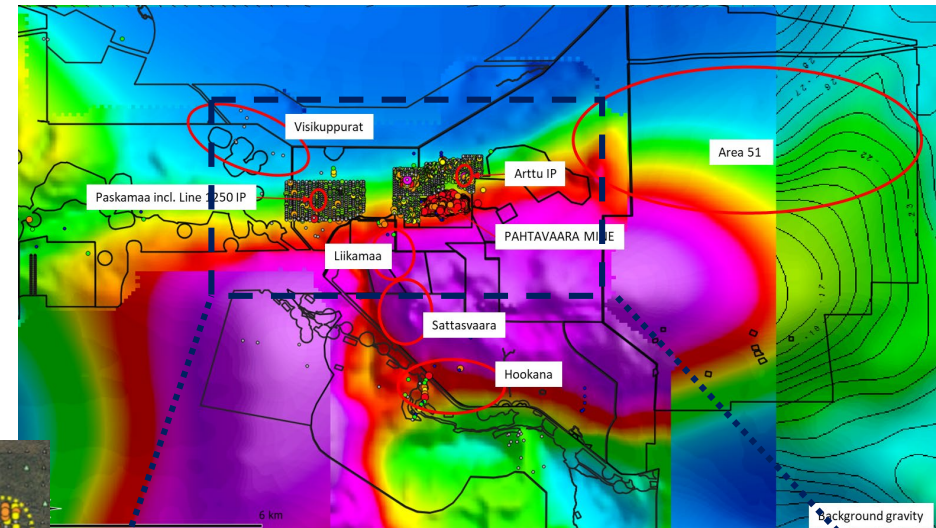 Visikuppurat
Area 51
Arttu IP
Paskamaa incl. Line 1250 IP
PAHTAVAARA MINE
Liikamaa
Sattasvaara
Hookana
6 km
Background gravity